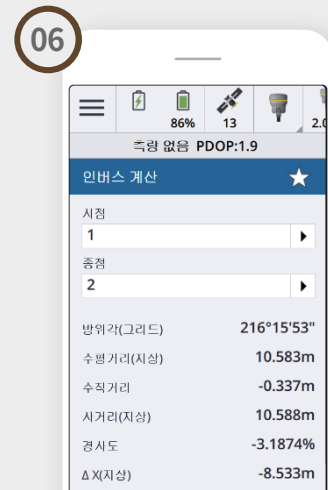 06
86%
13
2.0
측량 없음 PDOP:1.9
인버스 계산
시점
1
종점
2
방위각(그리드) 216°15'53"
수평거리(지상) 10.583m
수직거리 -0.337m
사거리(지상) 10.588m
경사도 -3.1874%
Δ X(지상) -8.533m